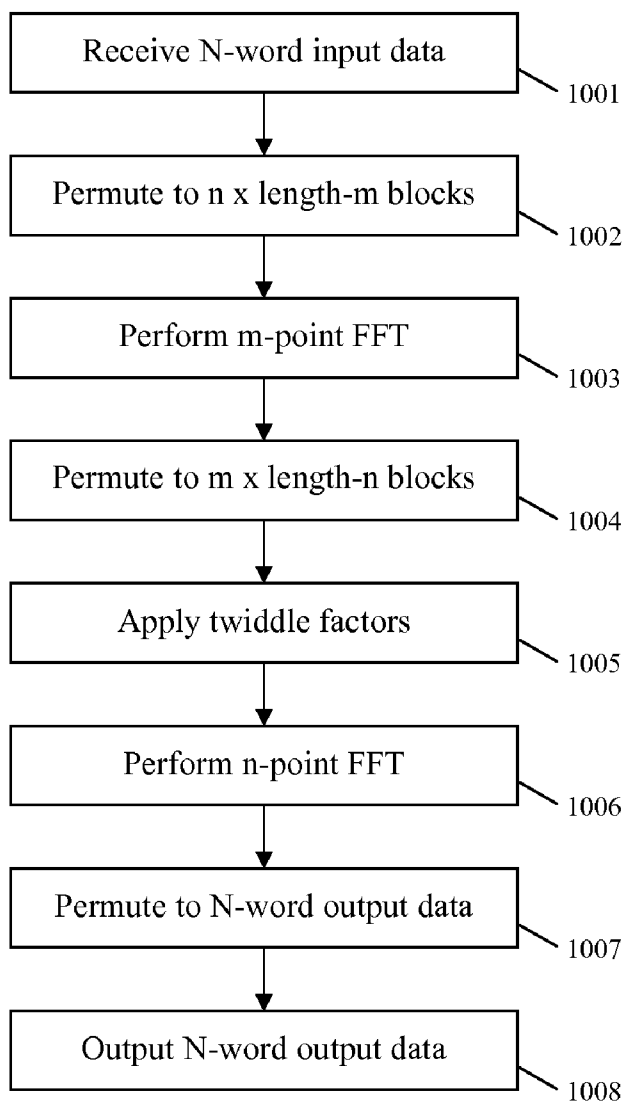 Receive N-word input data
1001
Permute to n x length-m blocks
1002
Perform m-point FFT
1003
Permute to m x length-n blocks
1004
Apply twiddle factors
1005
Perform n-point FFT
1006
Permute to N-word output data
1007
Output N-word output data
1008